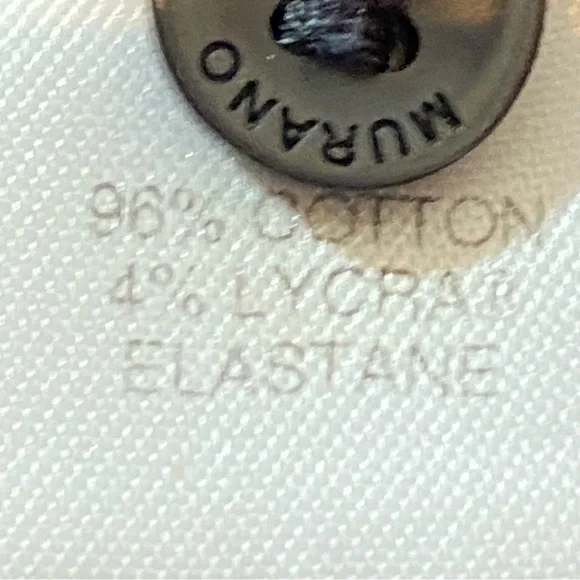 MURANO
96% COTTON
4% LYCRA®
ELASTANE